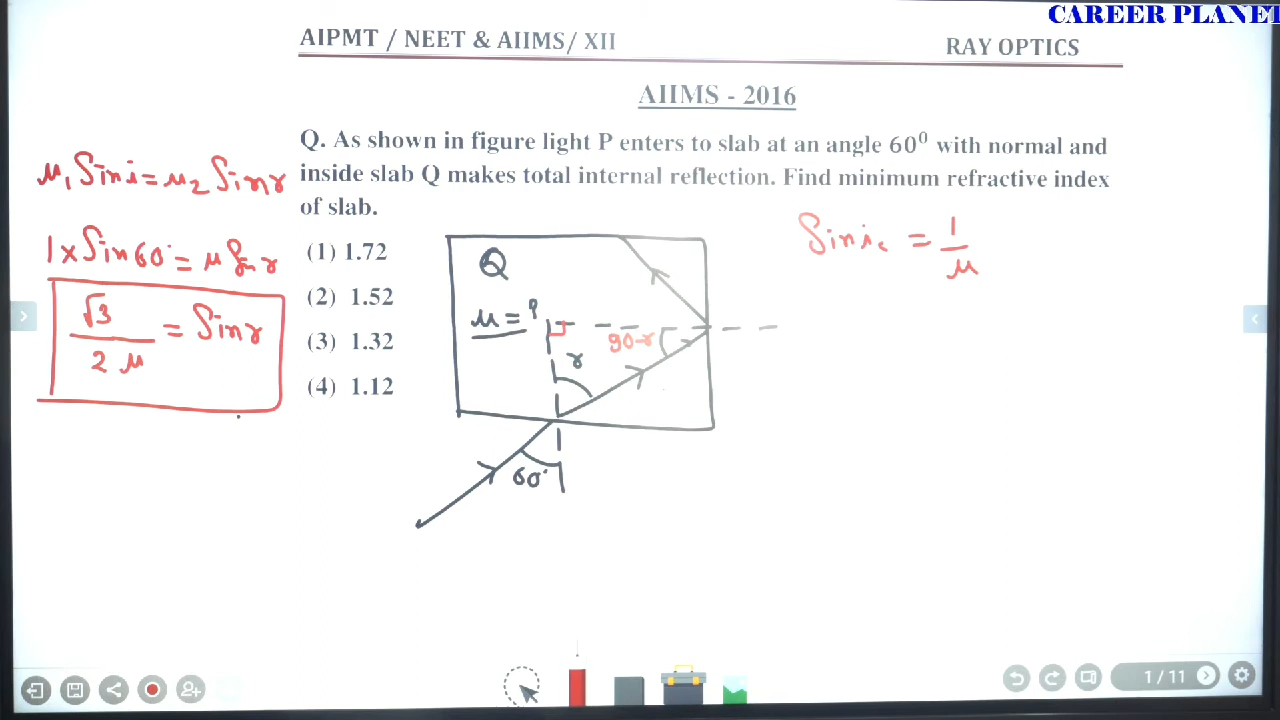 CAREER PLANE
AIPMT / NEET & AIIMS/ XII
RAY OPTICS
AIIMS - 2016
Q. As shown in figure light P enters to slab at an angle 60⁰ with normal and
inside slab Q makes total internal reflection. Find minimum refractive index
of slab.
(1) 1.72
(2) 1.52
(3) 1.32
(4) 1.12
μ₁ Sin i = μ₂ Sin r
1 x Sin 60° = μ Sin r
√3 / 2 μ = Sin r
Q
μ = ?
r
90-r
60°
Sin i꜀ = 1 / μ
1 / 11